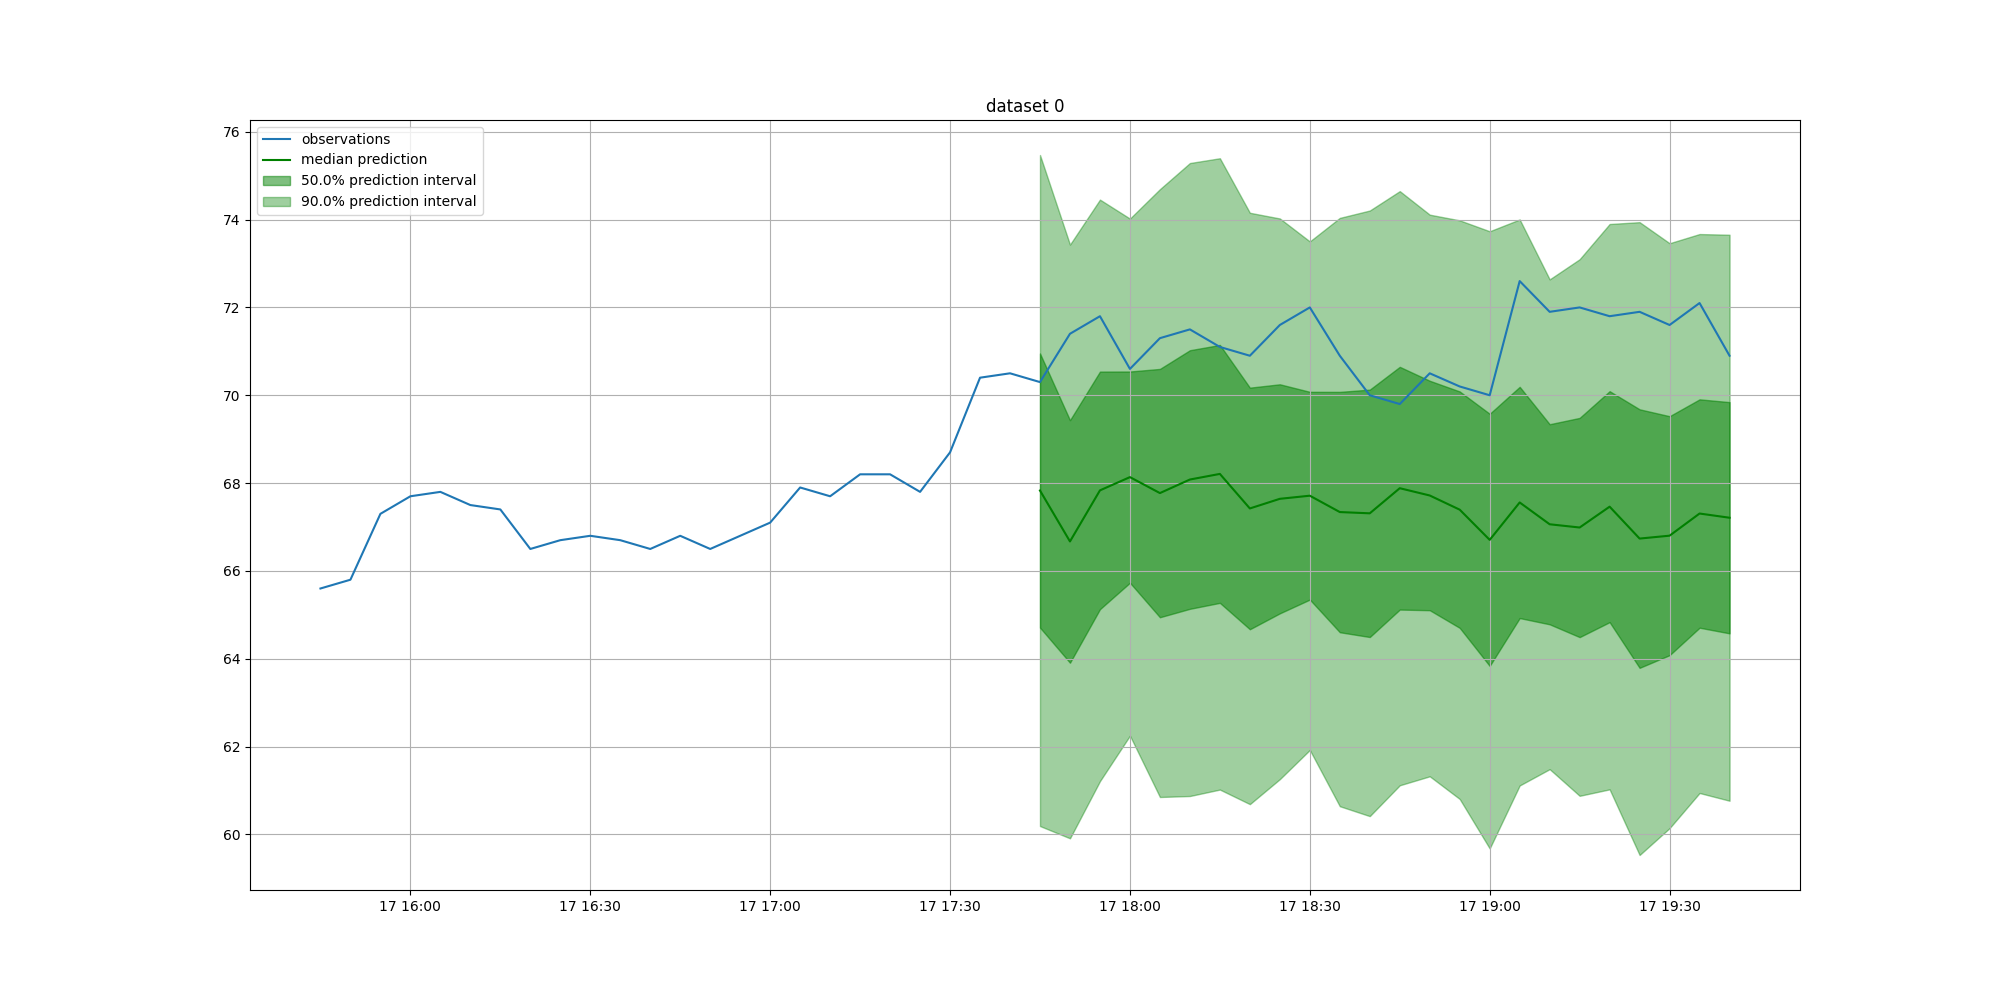 dataset 0
observations
median prediction
50.0% prediction interval
90.0% prediction interval
76
74
72
70
68
66
64
62
60
17 16:00 17 16:30 17 17:00 17 17:30 17 18:00 17 18:30 17 19:00 17 19:30